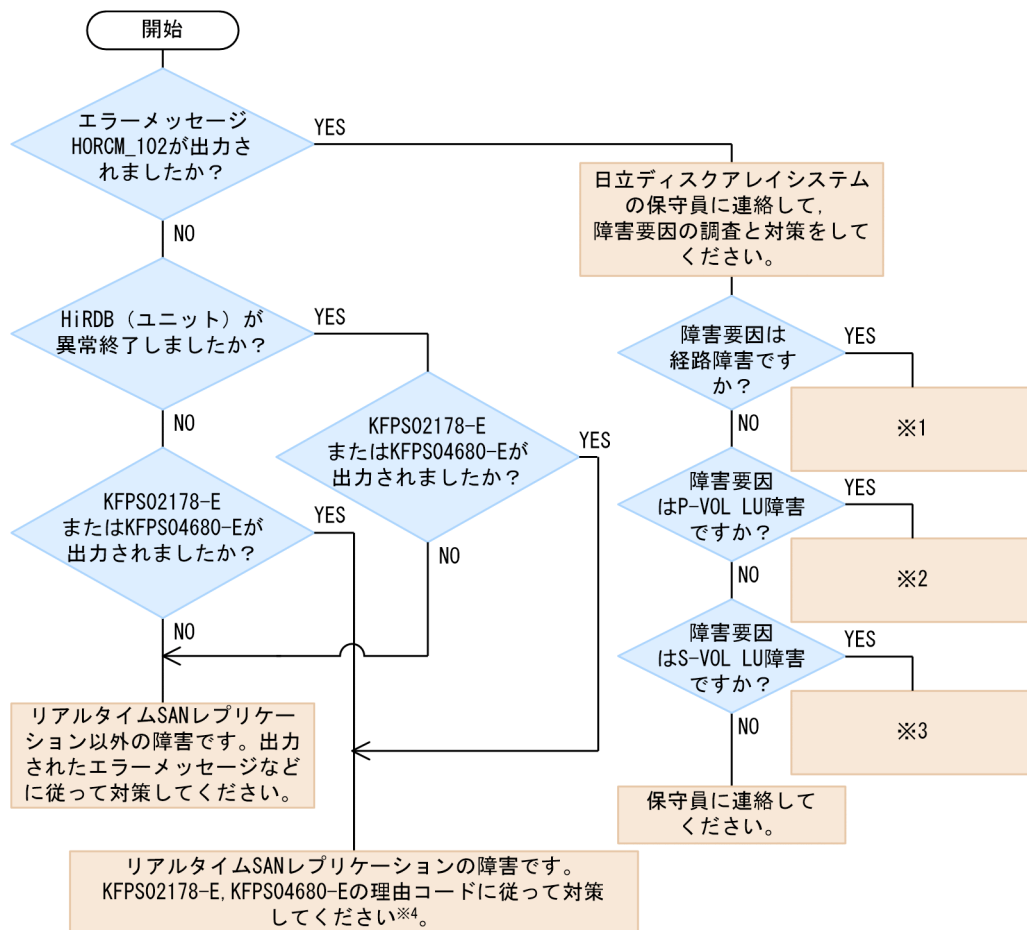 開始
エラーメッセージ
HORCM_102が出力さ
れましたか？
YES
NO
日立ディスクアレイシステム
の保守員に連絡して,
障害要因の調査と対策をして
ください。
HiRDB（ユニット）が
異常終了しましたか？
YES
NO
障害要因は
経路障害です
か？
YES
NO
※1
KFPS02178-E
またはKFPS04680-Eが
出力されましたか？
YES
NO
KFPS02178-E
またはKFPS04680-Eが
出力されましたか？
YES
NO
障害要因
はP-VOL LU障害
ですか？
YES
NO
※2
障害要因
はS-VOL LU障害
ですか？
YES
NO
※3
リアルタイムSANレプリケー
ション以外の障害です。出力
されたエラーメッセージなど
に従って対策してください。
保守員に連絡して
ください。
リアルタイムSANレプリケーションの障害です。
KFPS02178-E,KFPS04680-Eの理由コードに従って対策
してください※4。